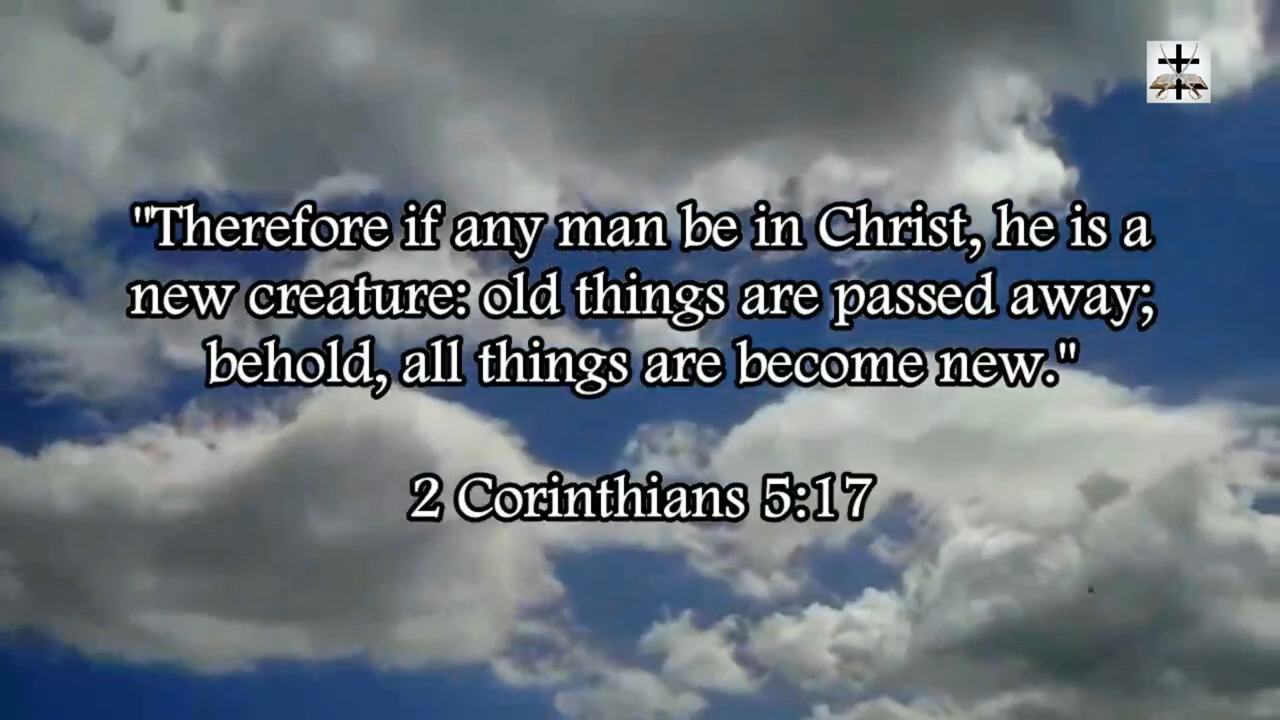 "Therefore if any man be in Christ, he is a
new creature: old things are passed away;
behold, all things are become new."
2 Corinthians 5:17